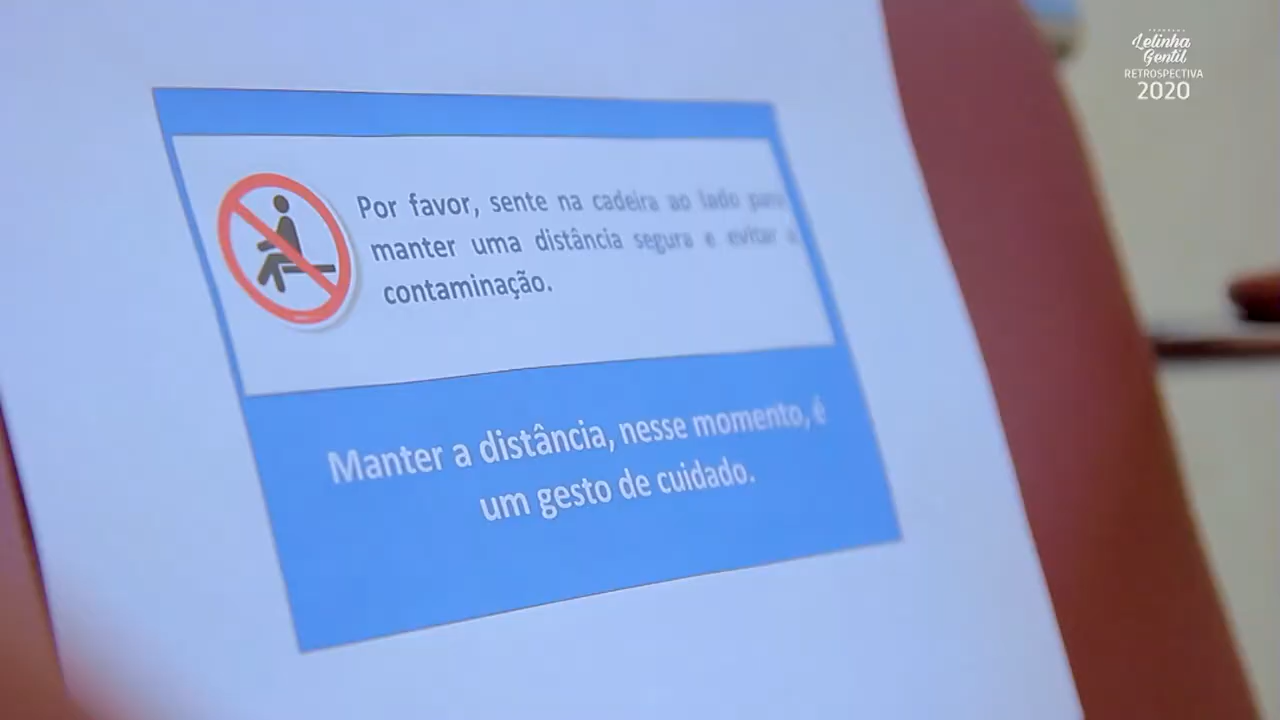 Lelinha
Gentil
RETROSPECTIVA
2020
Por favor, sente na cadeira ao lado para
manter uma distância segura e evitar a
contaminação.
Manter a distância, nesse momento, é
um gesto de cuidado.